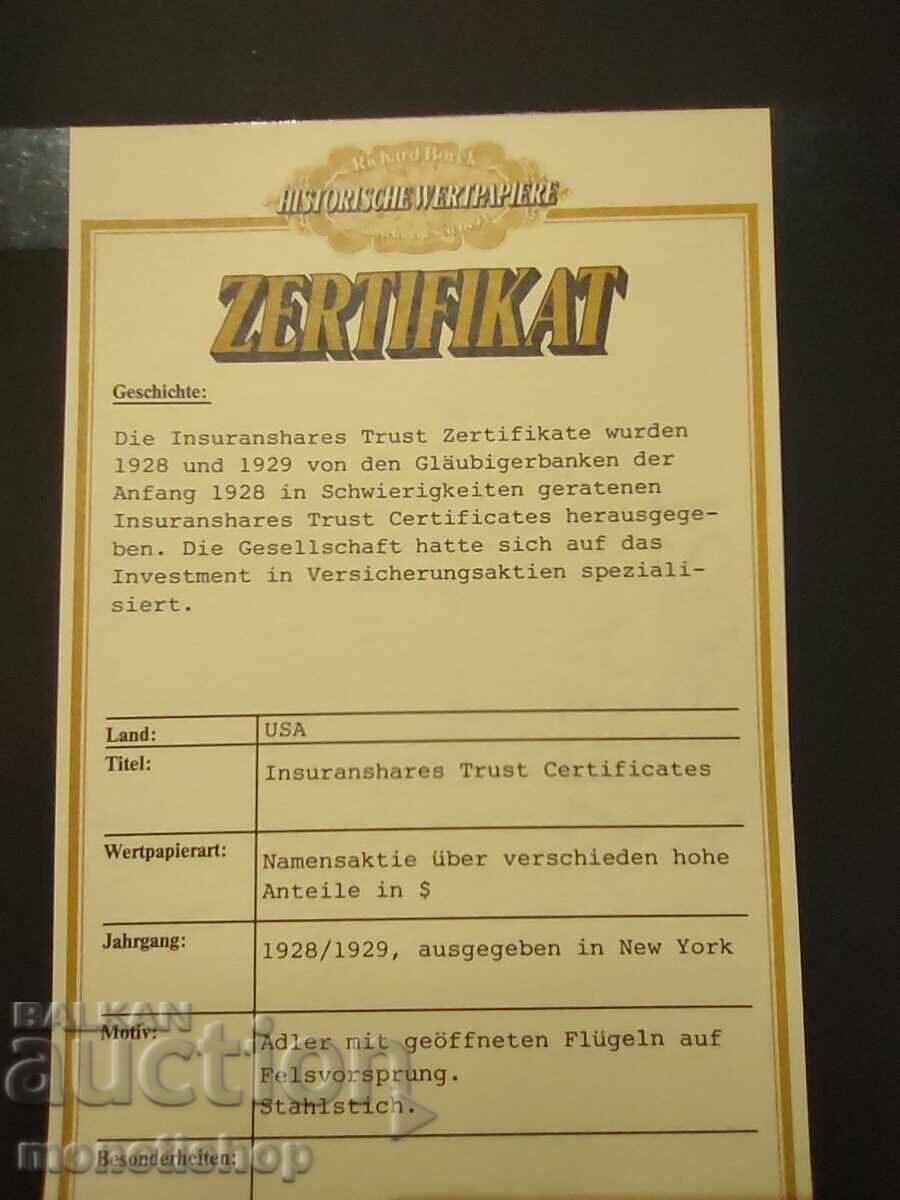 Richard Borek
HISTORISCHE WERTPAPIERE
ZERTIFIKAT
Geschichte:
Die Insuranshares Trust Zertifikate wurden
1928 und 1929 von den Gläubigerbanken der
Anfang 1928 in Schwierigkeiten geratenen
Insuranshares Trust Certificates herausgege-
ben. Die Gesellschaft hatte sich auf das
Investment in Versicherungsaktien speziali-
siert.
Land: USA
Titel: Insuranshares Trust Certificates
Wertpapierart: Namensaktie über verschieden hohe
Anteile in $
Jahrgang: 1928/1929, ausgegeben in New York
Motiv: Adler mit geöffneten Flügeln auf
Felsvorsprung.
Stahlstich.
Besonderheiten:
BALKAN
auction
monetishop